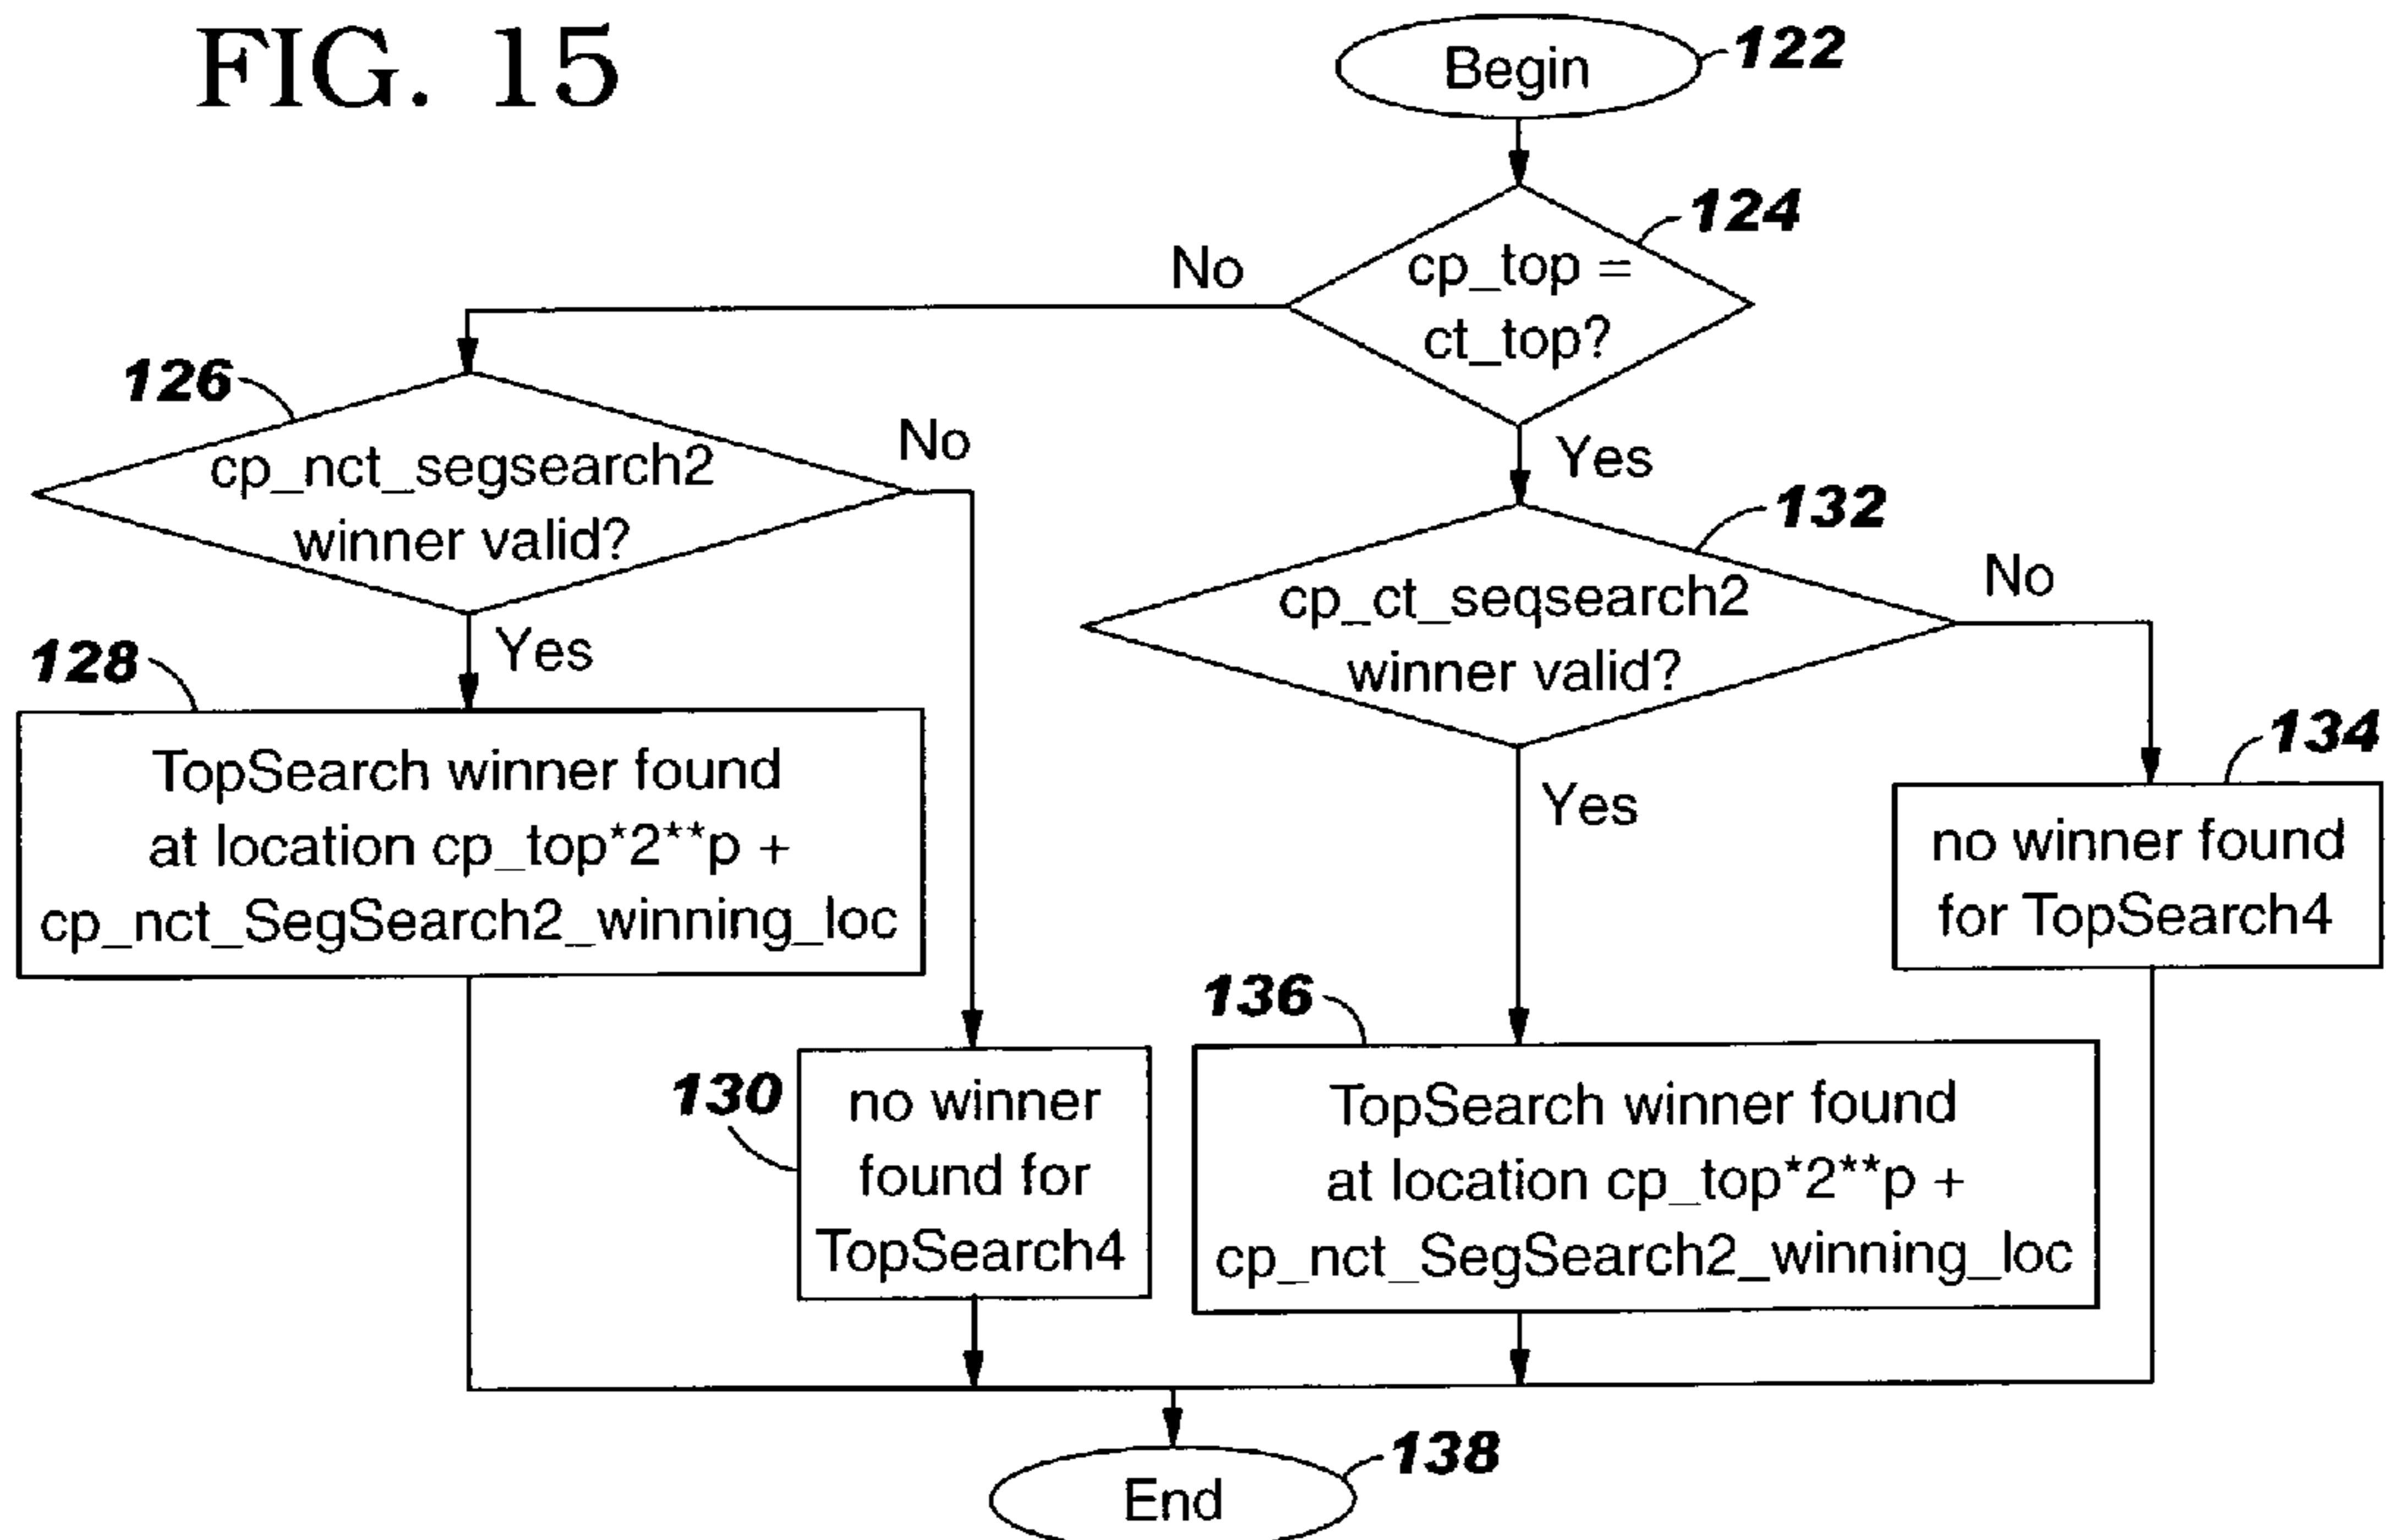 FIG. 15
Begin
122
124
cp_top =
ct_top?
No
Yes
126
cp_nct_segsearch2
winner valid?
No
Yes
132
cp_ct_seqsearch2
winner valid?
No
Yes
128
TopSearch winner found
at location cp_top*2**p +
cp_nct_SegSearch2_winning_loc
134
no winner found
for TopSearch4
130
no winner
found for
TopSearch4
136
TopSearch winner found
at location cp_top*2**p +
cp_nct_SegSearch2_winning_loc
End
138